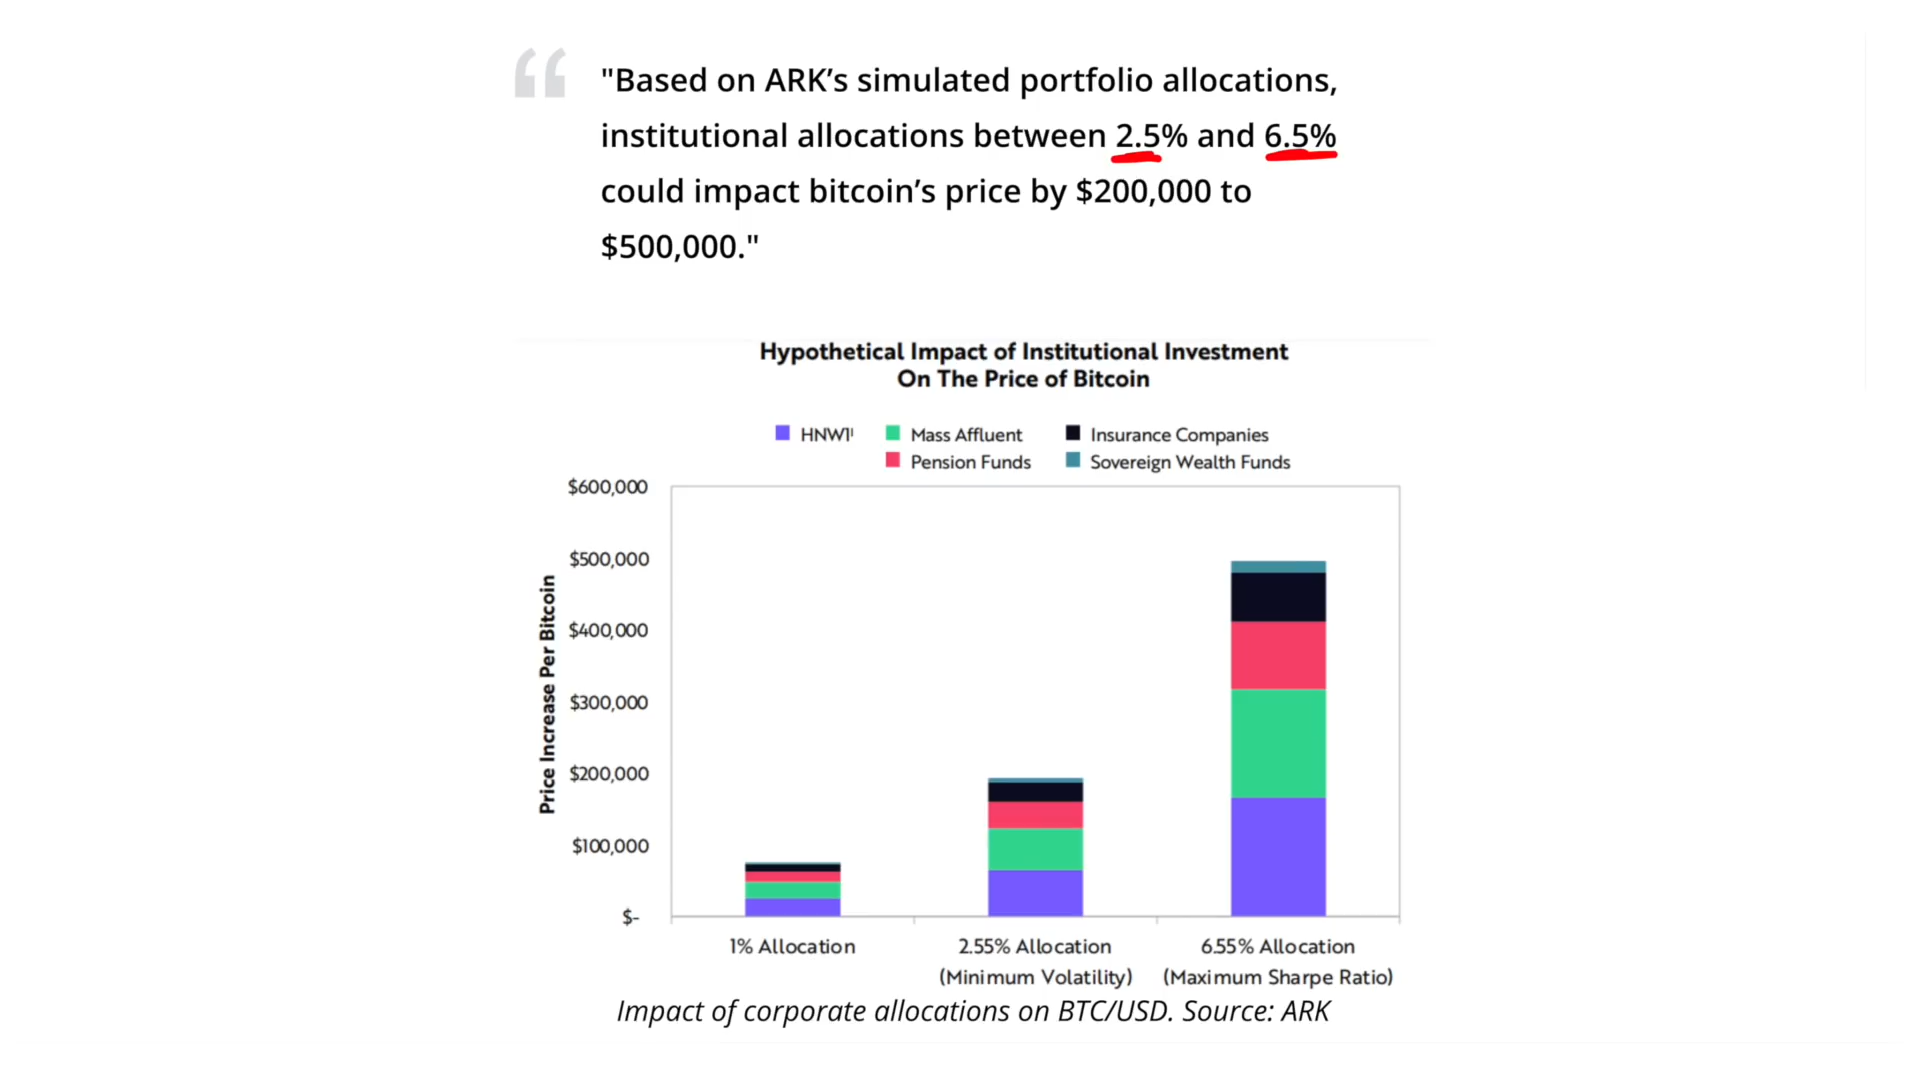 "Based on ARK’s simulated portfolio allocations,
institutional allocations between 2.5% and 6.5%
could impact bitcoin’s price by $200,000 to
$500,000."
Hypothetical Impact of Institutional Investment
On The Price of Bitcoin
HNWI¹ Mass Affluent Insurance Companies
Pension Funds Sovereign Wealth Funds
Price Increase Per Bitcoin
$600,000
$500,000
$400,000
$300,000
$200,000
$100,000
$-
1% Allocation 2.55% Allocation 6.55% Allocation
(Minimum Volatility) (Maximum Sharpe Ratio)
Impact of corporate allocations on BTC/USD. Source: ARK